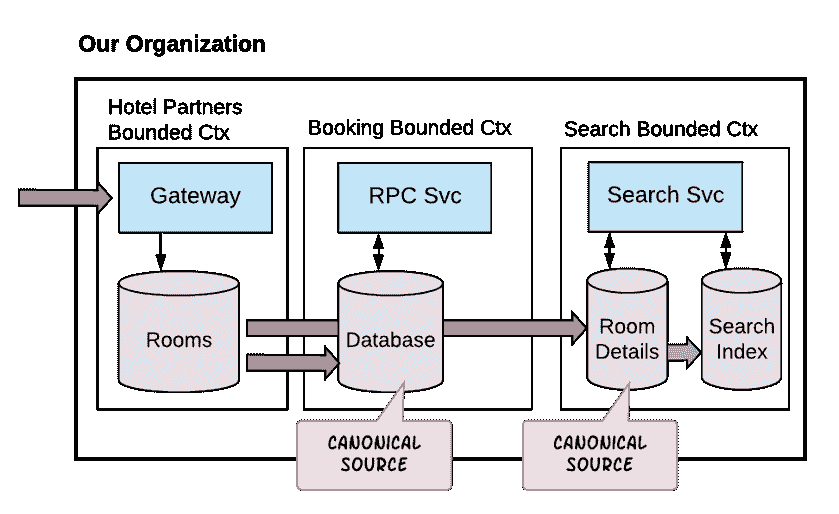 Our Organization
Hotel Partners
Bounded Ctx
Booking Bounded Ctx
Search Bounded Ctx
Gateway
RPC Svc
Search Svc
Rooms
Database
Room
Details
Search
Index
CANONICAL
SOURCE
CANONICAL
SOURCE